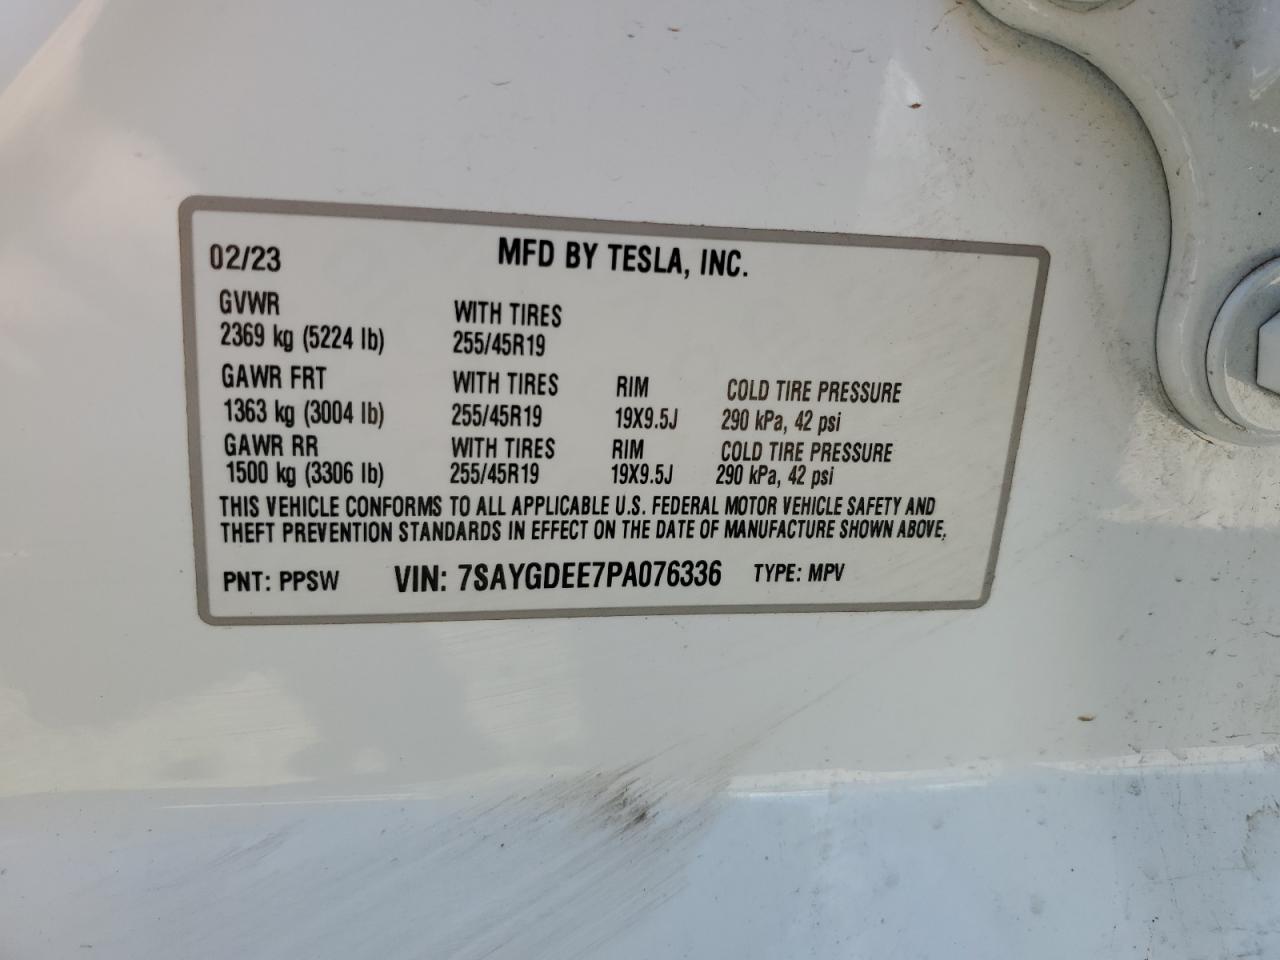 02/23 MFD BY TESLA, INC.
GVWR WITH TIRES
2369 kg (5224 lb) 255/45R19
GAWR FRT WITH TIRES RIM COLD TIRE PRESSURE
1363 kg (3004 lb) 255/45R19 19X9.5J 290 kPa, 42 psi
GAWR RR WITH TIRES RIM COLD TIRE PRESSURE
1500 kg (3306 lb) 255/45R19 19X9.5J 290 kPa, 42 psi
THIS VEHICLE CONFORMS TO ALL APPLICABLE U.S. FEDERAL MOTOR VEHICLE SAFETY AND
THEFT PREVENTION STANDARDS IN EFFECT ON THE DATE OF MANUFACTURE SHOWN ABOVE,
PNT: PPSW VIN: 7SAYGDEE7PA076336 TYPE: MPV